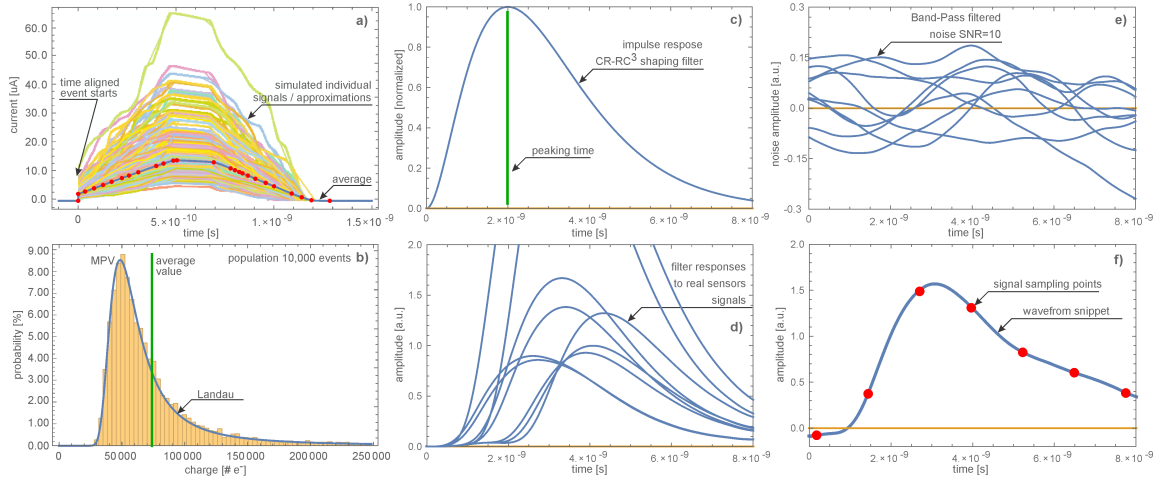 a)
current [uA]
60.0
50.0
40.0
30.0
20.0
10.0
0.0
time aligned
event starts
simulated individual
signals / approximations
average
0
5.×10⁻¹⁰
1.×10⁻⁹
1.5×10⁻⁹
time [s]
b)
probability [%]
9.00
8.00
7.00
6.00
5.00
4.00
3.00
2.00
1.00
0.00
MPV
average
value
population 10,000 events
Landau
0
50000
100000
150000
200000
250000
charge [# e⁻]
c)
amplitude [normalized]
1.0
0.8
0.6
0.4
0.2
0.0
impulse respose
CR-RC³ shaping filter
peaking time
0
2.×10⁻⁹
4.×10⁻⁹
6.×10⁻⁹
8.×10⁻⁹
time [s]
d)
amplitude [a.u.]
2.0
1.5
1.0
0.5
0.0
filter responses
to real sensors
signals
0
2.×10⁻⁹
4.×10⁻⁹
6.×10⁻⁹
8.×10⁻⁹
time [s]
e)
noise amplitude [a.u.]
0.3
0.15
0.0
-0.15
-0.3
Band-Pass filtered
noise SNR=10
0
2.×10⁻⁹
4.×10⁻⁹
6.×10⁻⁹
8.×10⁻⁹
time [s]
f)
amplitude [a.u.]
2.0
1.5
1.0
0.5
0.0
signal sampling points
wavefrom snippet
0
2.×10⁻⁹
4.×10⁻⁹
6.×10⁻⁹
8.×10⁻⁹
time [s]